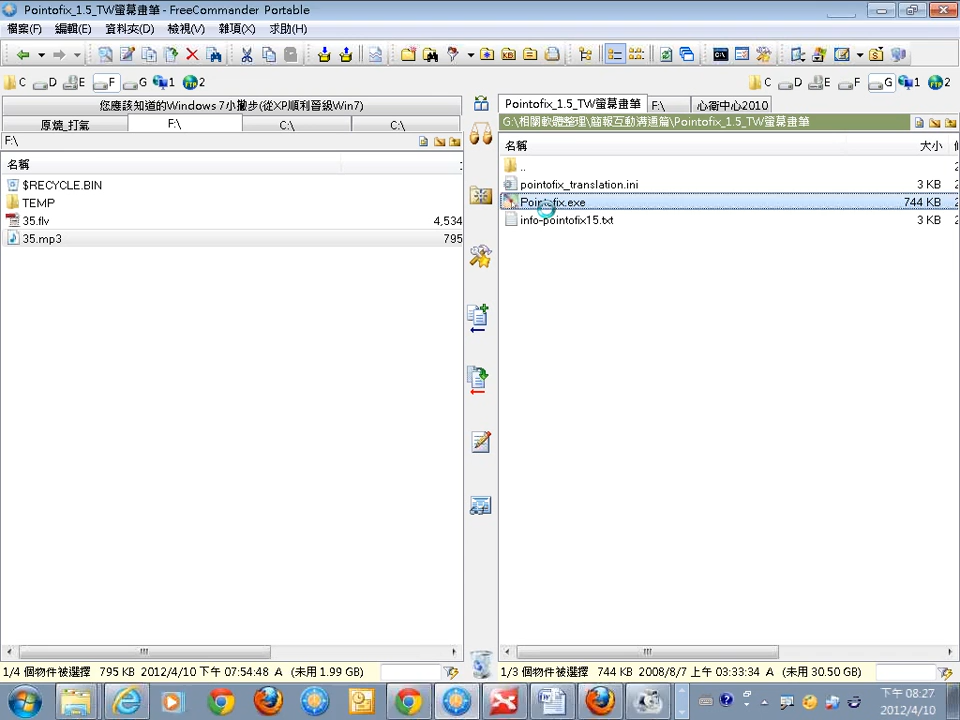 Pointofix_1.5_TW螢幕畫筆 - FreeCommander Portable
檔案(F) 編輯(E) 資料夾(D) 檢視(V) 雜項(X) 求助(H)
C D E F G 1 2
C D E F G 1 2
您應該知道的Windows 7小撇步(從XP順利晉級Win7)
原燒_打氣 F:\ C:\ C:\
F:\
名稱
$RECYCLE.BIN
TEMP
35.flv 4,534
35.mp3 795
Pointofix_1.5_TW螢幕畫筆 F:\ 心衛中心2010
G:\相關軟體整理\簡報互動溝通篇\Pointofix_1.5_TW螢幕畫筆
名稱 大小
..
pointofix_translation.ini 3 KB
Pointofix.exe 744 KB
info-pointofix15.txt 3 KB
1/4 個物件被選擇 795 KB 2012/4/10 下午 07:54:48 A (未用 1.99 GB)
1/3 個物件被選擇 744 KB 2008/8/7 上午 03:33:34 A (未用 30.50 GB)
下午 08:27
2012/4/10